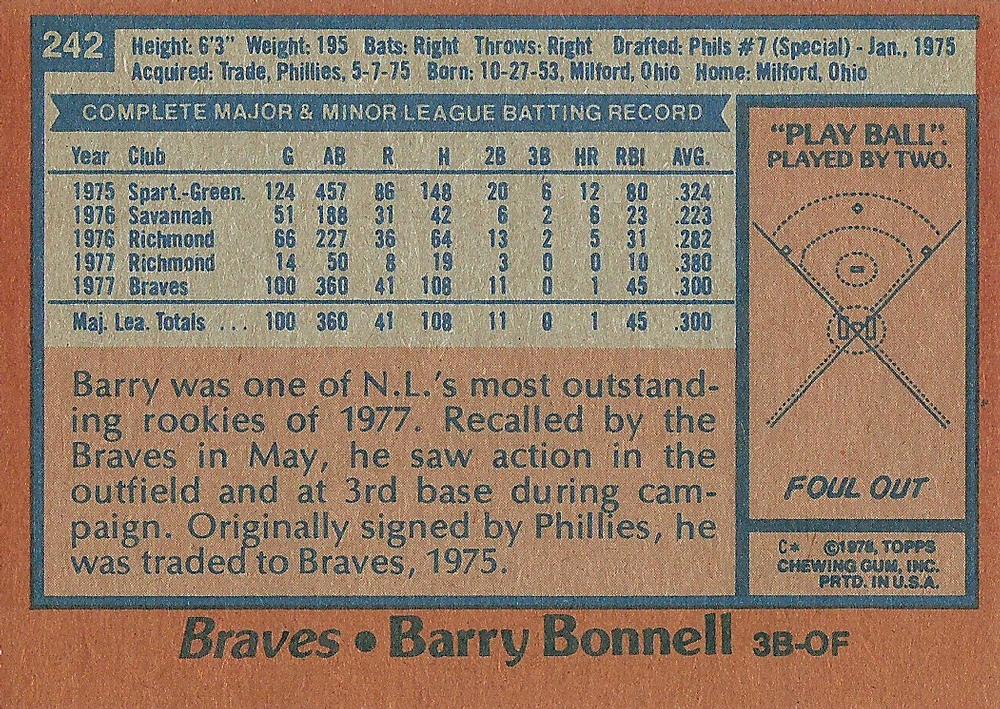 242
Height: 6'3" Weight: 195 Bats: Right Throws: Right Drafted: Phils #7 (Special) - Jan., 1975
Acquired: Trade, Phillies, 5-7-75 Born: 10-27-53, Milford, Ohio Home: Milford, Ohio
COMPLETE MAJOR & MINOR LEAGUE BATTING RECORD
Year Club G AB R H 2B 3B HR RBI AVG.
1975 Spart.-Green. 124 457 86 148 20 6 12 80 .324
1976 Savannah 51 188 31 42 6 2 6 23 .223
1976 Richmond 66 227 36 64 13 2 5 31 .282
1977 Richmond 14 50 8 19 3 0 0 10 .380
1977 Braves 100 360 41 108 11 0 1 45 .300
Maj. Lea. Totals ... 100 360 41 108 11 0 1 45 .300
Barry was one of N.L.'s most outstand-
ing rookies of 1977. Recalled by the
Braves in May, he saw action in the
outfield and at 3rd base during cam-
paign. Originally signed by Phillies, he
was traded to Braves, 1975.
"PLAY BALL".
PLAYED BY TWO.
FOUL OUT
C* ©1978, TOPPS
CHEWING GUM, INC.
PRTD. IN U.S.A.
Braves • Barry Bonnell 3B-OF